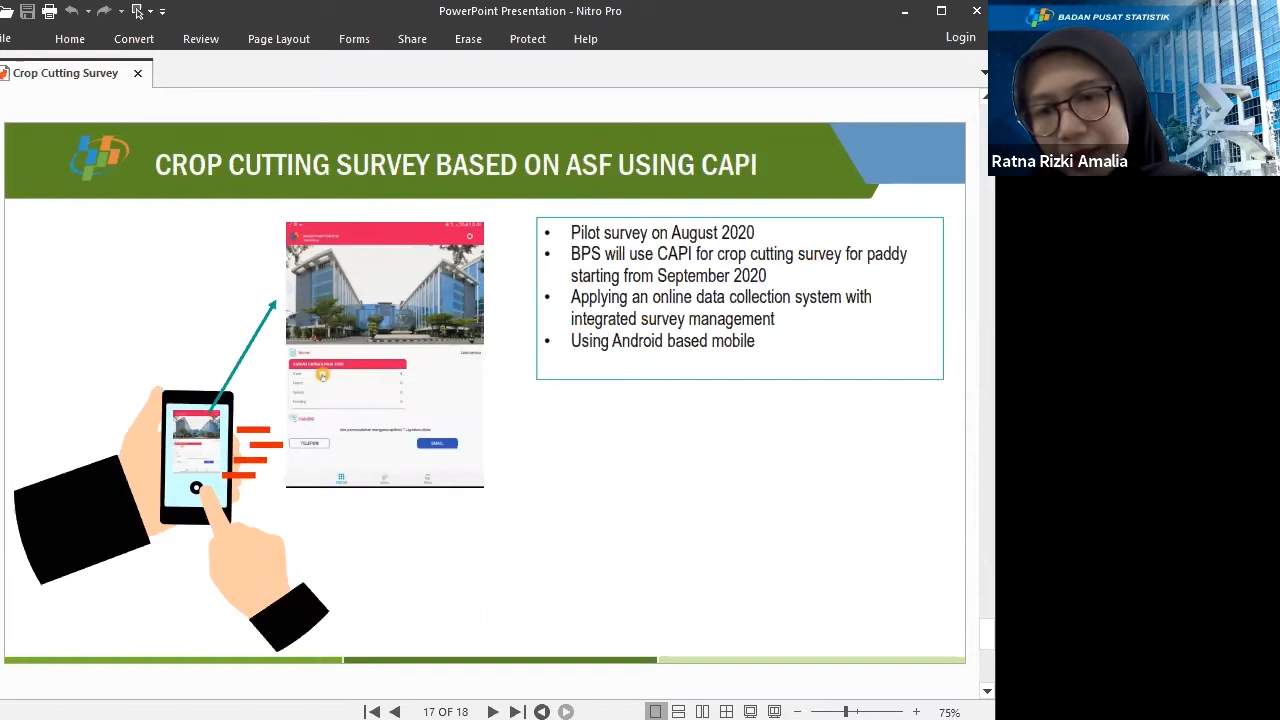 PowerPoint Presentation - Nitro Pro
Home Convert Review Page Layout Forms Share Erase Protect Help Login
Crop Cutting Survey
BADAN PUSAT STATISTIK
Ratna Rizki Amalia
CROP CUTTING SURVEY BASED ON ASF USING CAPI
• Pilot survey on August 2020
• BPS will use CAPI for crop cutting survey for paddy
starting from September 2020
• Applying an online data collection system with
integrated survey management
• Using Android based mobile
TELEPON EMAIL
17 OF 18
75%